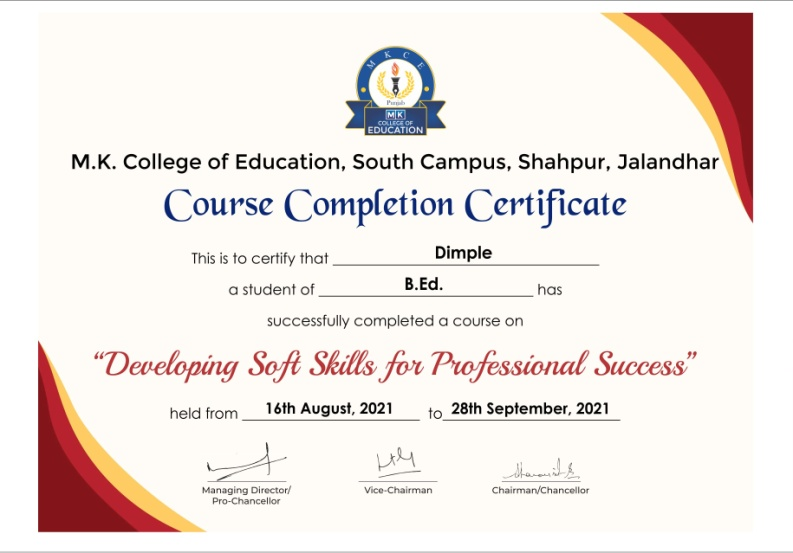 M K C E
Punjab
MK
COLLEGE OF
EDUCATION
M.K. College of Education, South Campus, Shahpur, Jalandhar
Course Completion Certificate
This is to certify that Dimple
a student of B.Ed. has
successfully completed a course on
“Developing Soft Skills for Professional Success”
held from 16th August, 2021 to 28th September, 2021
Managing Director/ Vice-Chairman Chairman/Chancellor
Pro-Chancellor